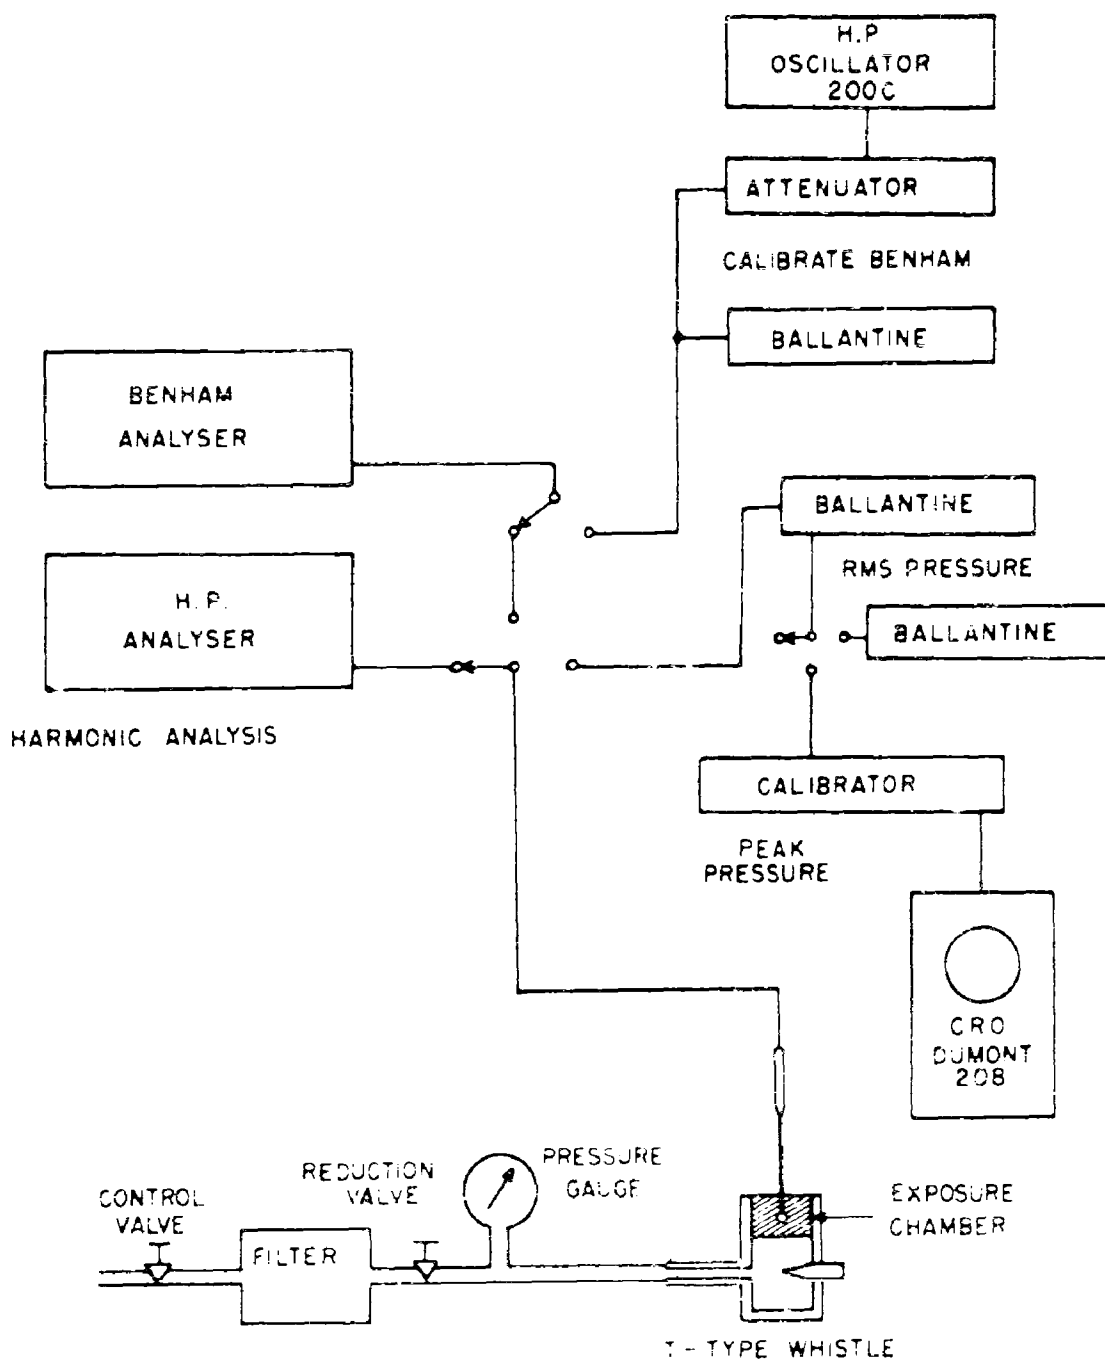 H.P
OSCILLATOR
200C
ATTENUATOR
CALIBRATE BENHAM
BALLANTINE
BENHAM
ANALYSER
BALLANTINE
RMS PRESSURE
H.P.
ANALYSER
BALLANTINE
HARMONIC ANALYSIS
CALIBRATOR
PEAK
PRESSURE
CRO
DUMONT
208
REDUCTION
VALVE
PRESSURE
GAUGE
CONTROL
VALVE
EXPOSURE
CHAMBER
FILTER
T-TYPE WHISTLE